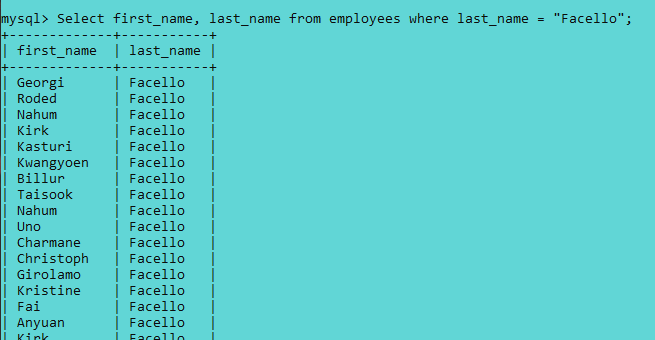 mysql> Select first_name, last_name from employees where last_name = "Facello";
+-------------+-----------+
| first_name  | last_name |
+-------------+-----------+
| Georgi      | Facello   |
| Roded       | Facello   |
| Nahum       | Facello   |
| Kirk        | Facello   |
| Kasturi     | Facello   |
| Kwangyoen   | Facello   |
| Billur      | Facello   |
| Taisook     | Facello   |
| Nahum       | Facello   |
| Uno         | Facello   |
| Charmane    | Facello   |
| Christoph   | Facello   |
| Girolamo    | Facello   |
| Kristine    | Facello   |
| Fai         | Facello   |
| Anyuan      | Facello   |
| Kirk        | Facello   |